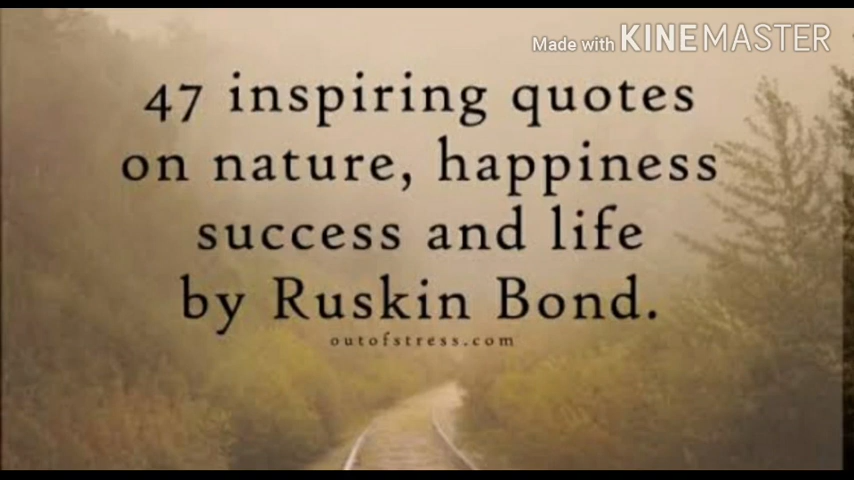 Made with KINEMASTER
47 inspiring quotes
on nature, happiness
success and life
by Ruskin Bond.
outofstress.com